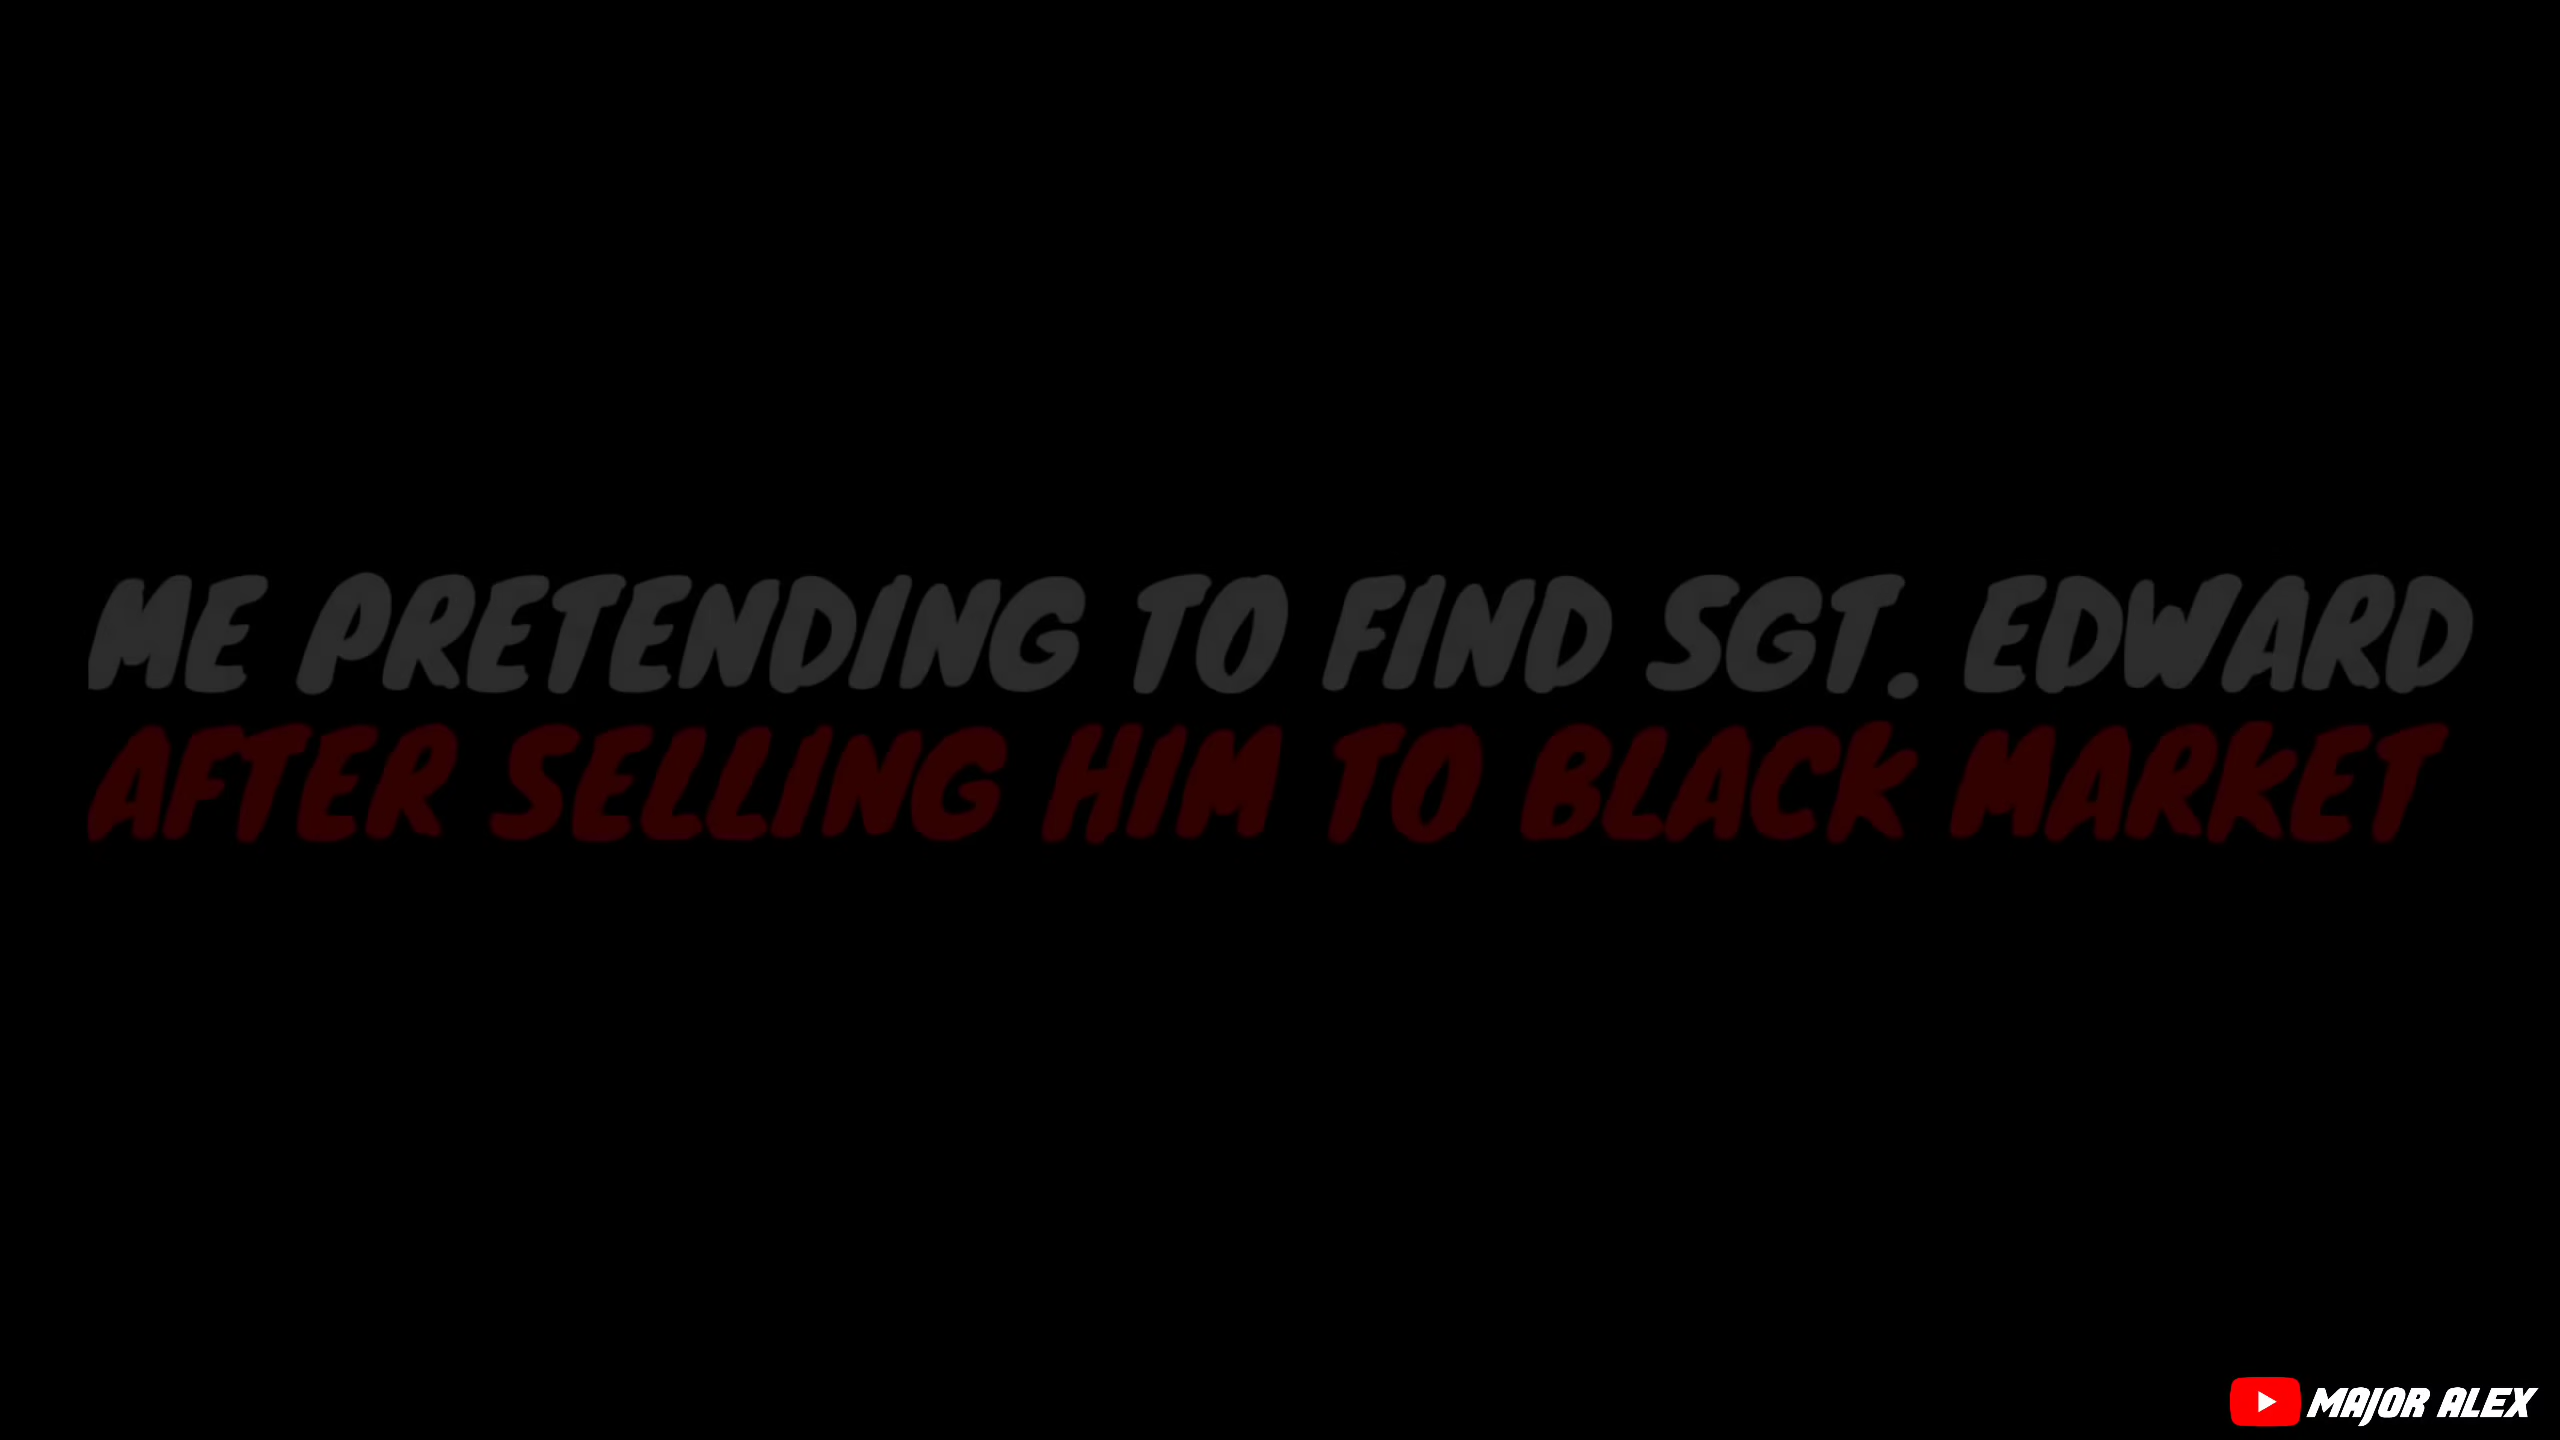 ME PRETENDING TO FIND SGT. EDWARD
AFTER SELLING HIM TO BLACK MARKET
MAJOR ALEX